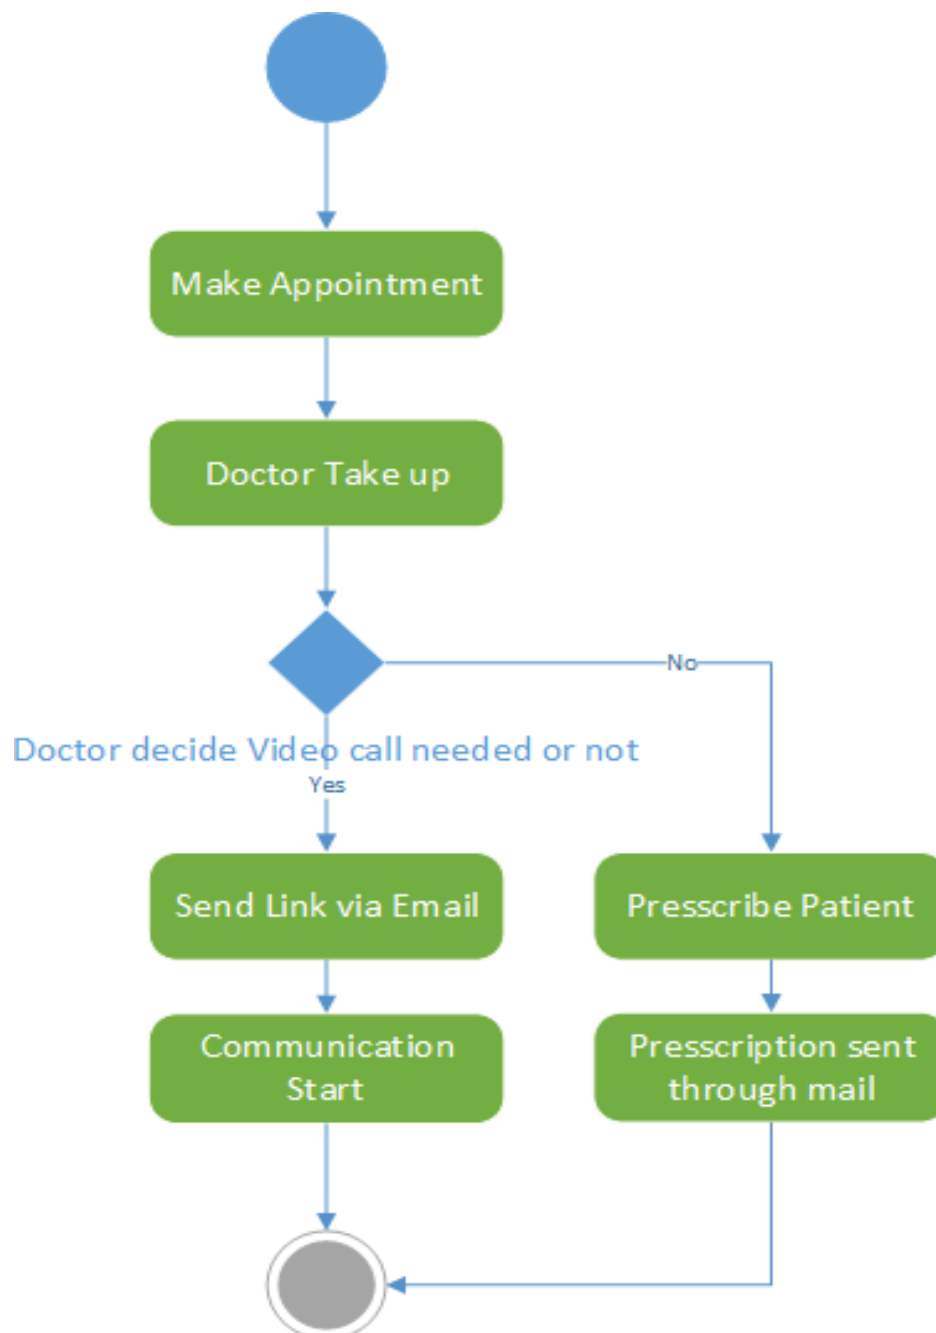 Make Appointment
Doctor Take up
No
Doctor decide Video call needed or not
Yes
Send Link via Email
Presscribe Patient
Communication
Start
Presscription sent
through mail